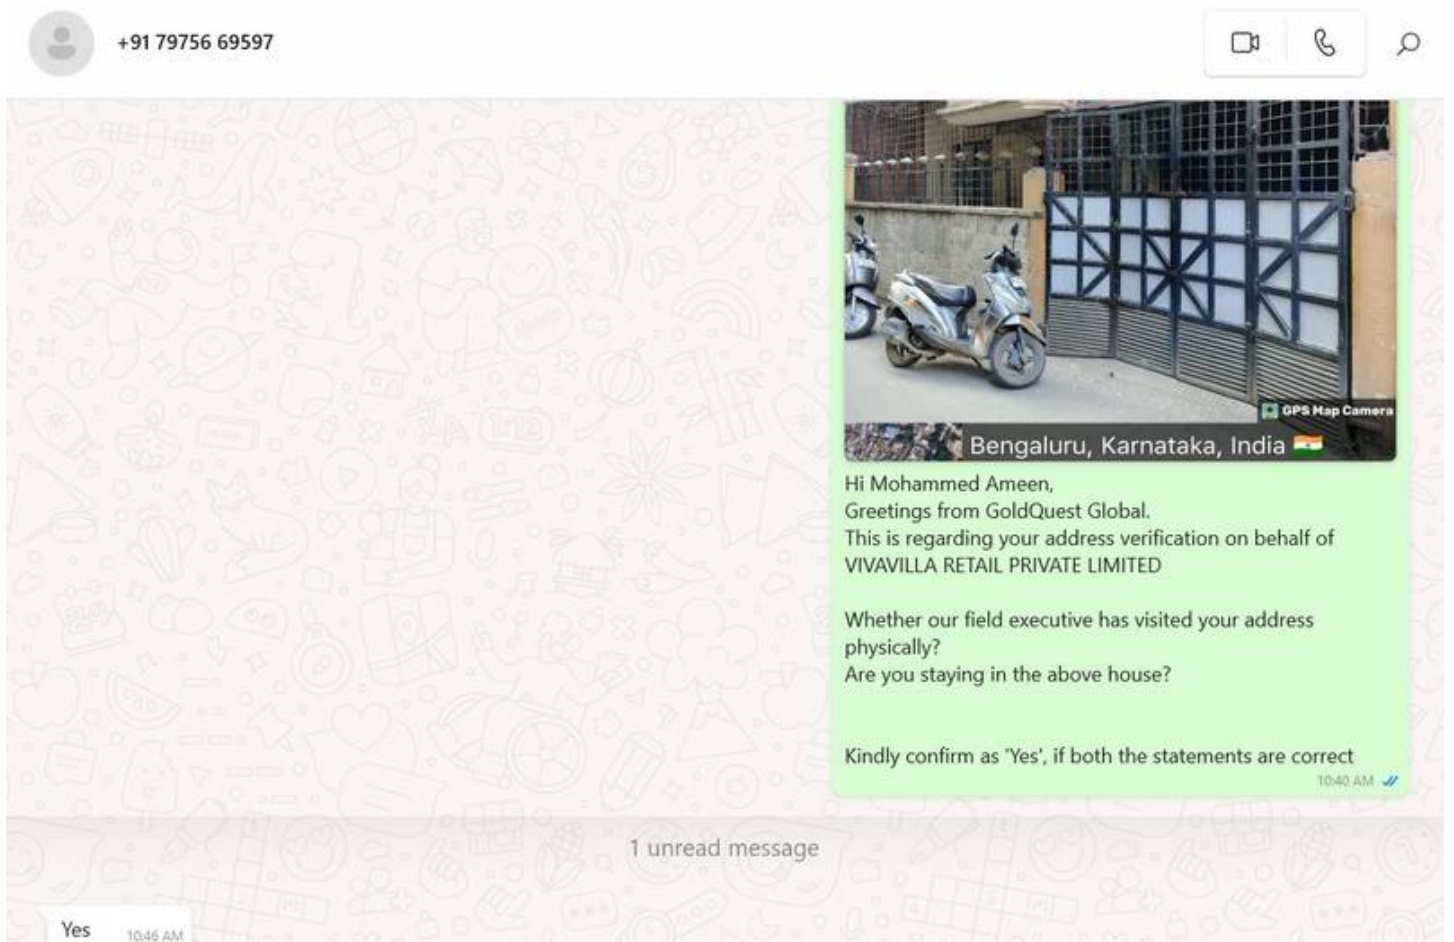 +91 79756 69597
GPS Map Camera
Bengaluru, Karnataka, India
Hi Mohammed Ameen,
Greetings from GoldQuest Global.
This is regarding your address verification on behalf of
VIVAVILLA RETAIL PRIVATE LIMITED
Whether our field executive has visited your address
physically?
Are you staying in the above house?
Kindly confirm as 'Yes', if both the statements are correct
10:40 AM
1 unread message
Yes
10:46 AM